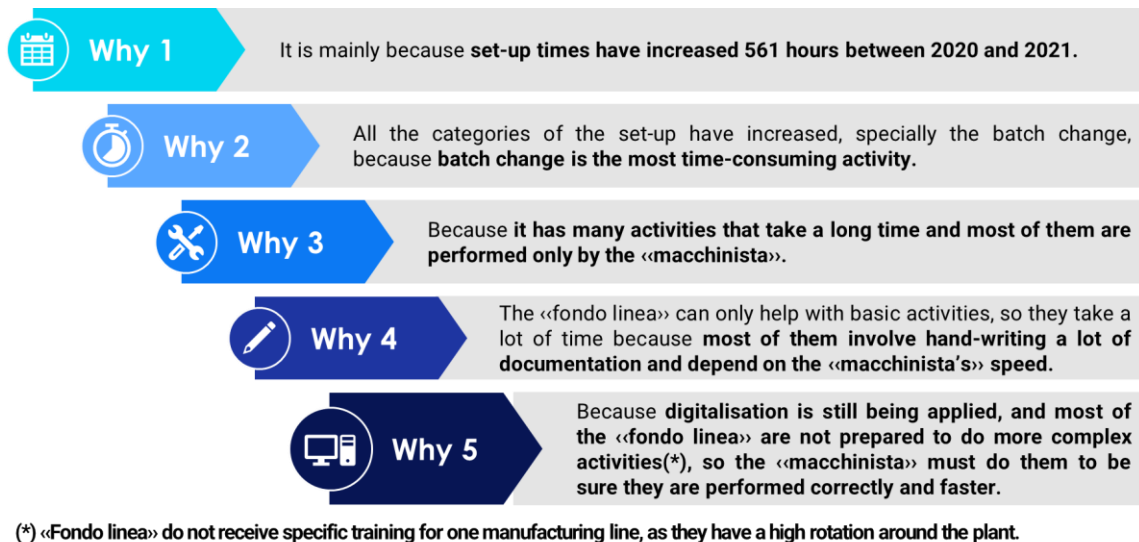 Why 1
It is mainly because set-up times have increased 561 hours between 2020 and 2021.
Why 2
All the categories of the set-up have increased, specially the batch change,
because batch change is the most time-consuming activity.
Why 3
Because it has many activities that take a long time and most of them are
performed only by the ‹‹macchinista››.
Why 4
The ‹‹fondo linea›› can only help with basic activities, so they take a
lot of time because most of them involve hand-writing a lot of
documentation and depend on the ‹‹macchinista's›› speed.
Why 5
Because digitalisation is still being applied, and most of
the ‹‹fondo linea›› are not prepared to do more complex
activities(*), so the ‹‹macchinista›› must do them to be
sure they are performed correctly and faster.
(*) ‹‹Fondo linea›› do not receive specific training for one manufacturing line, as they have a high rotation around the plant.